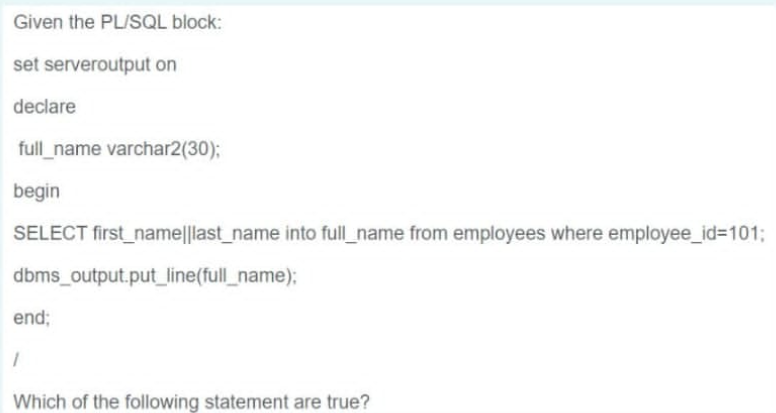 Given the PL/SQL block:
set serveroutput on
declare
full_name varchar2(30);
begin
SELECT first_name||last_name into full_name from employees where employee_id=101;
dbms_output.put_line(full_name);
end;
/
Which of the following statement are true?